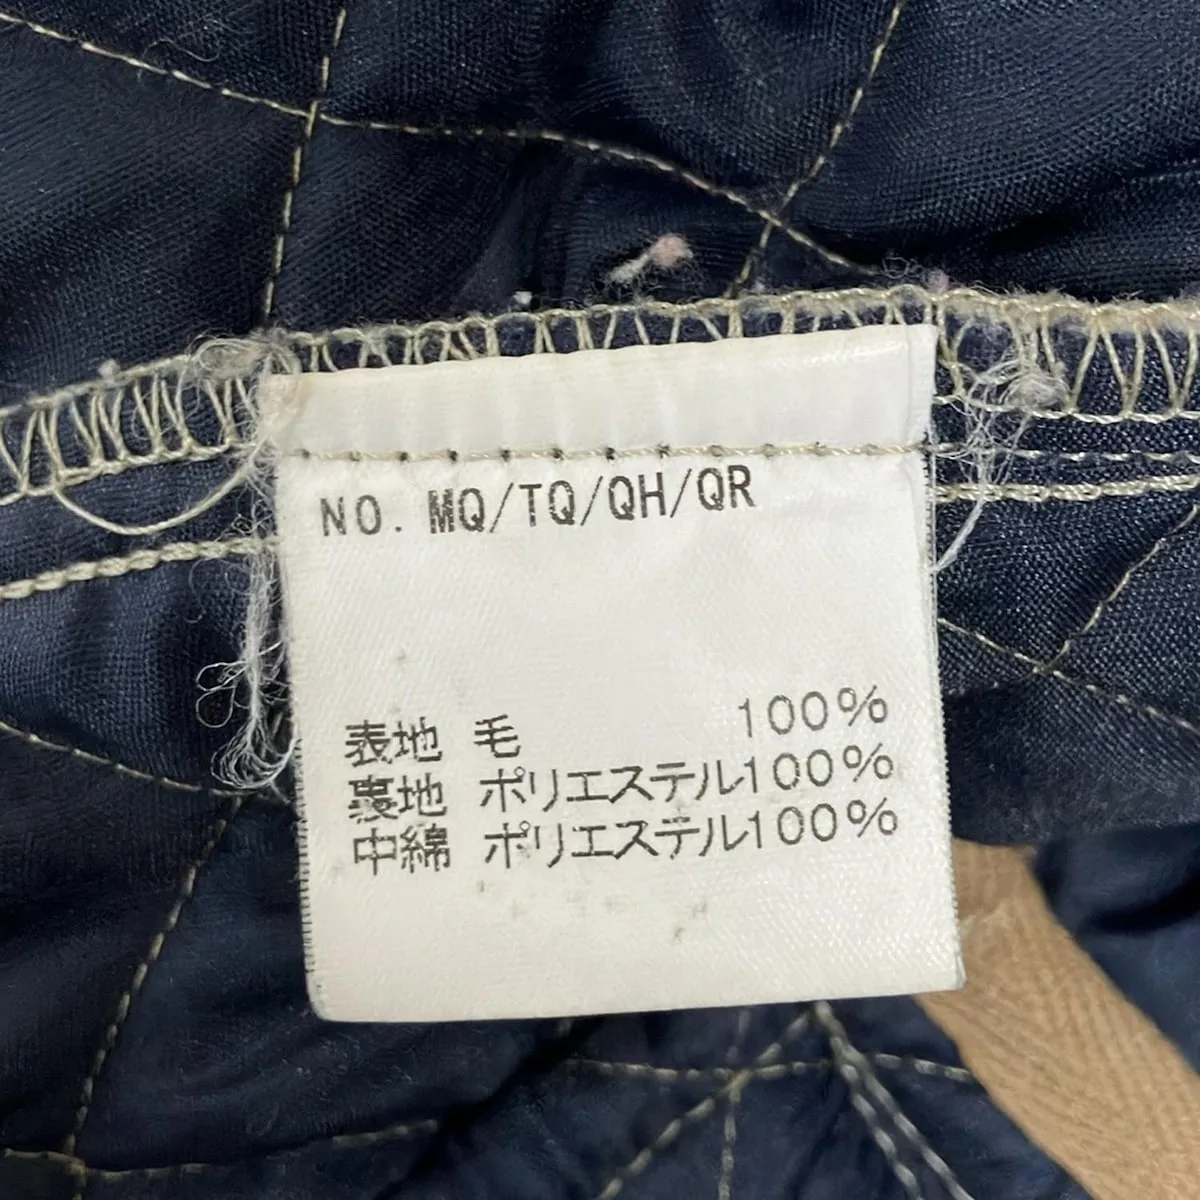 NO. MQ/TQ/QH/QR
表地 毛 100%
裏地 ポリエステル100%
中綿 ポリエステル100%